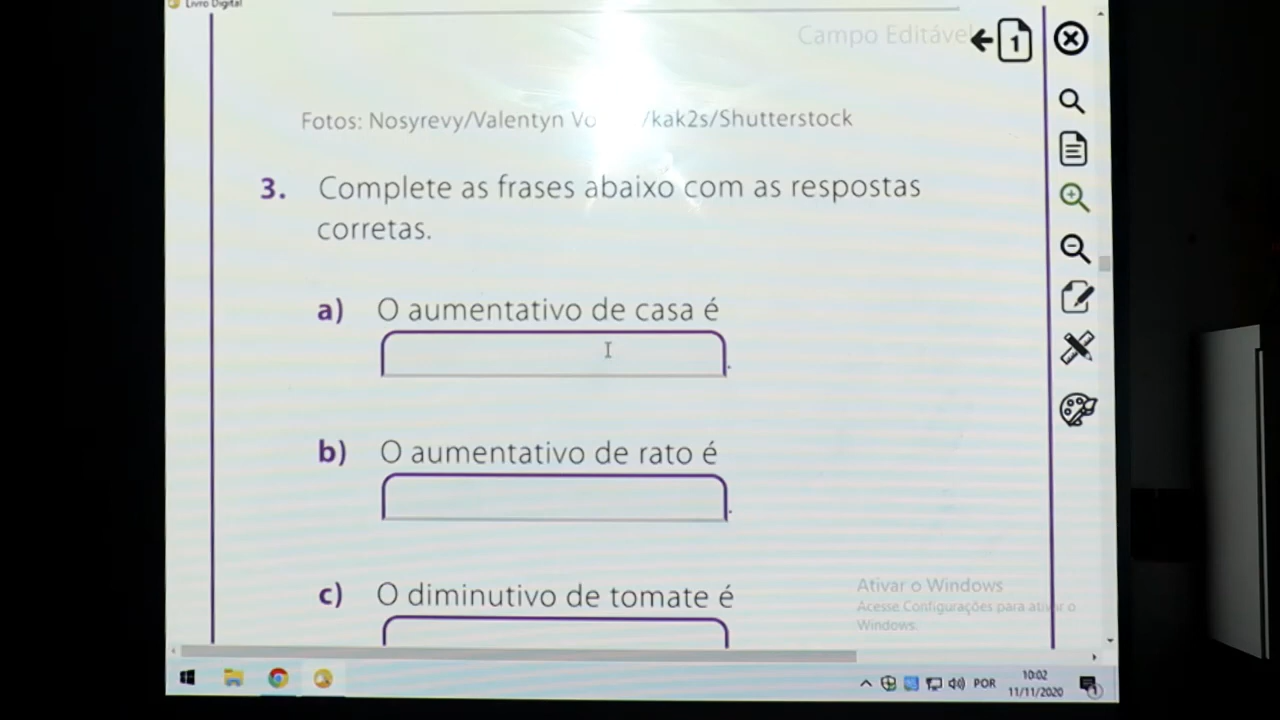 Livro Digital
Campo Editável
1
Fotos: Nosyrevy/Valentyn /kak2s/Shutterstock
3. Complete as frases abaixo com as respostas
corretas.
a) O aumentativo de casa é
.
b) O aumentativo de rato é
.
c) O diminutivo de tomate é
Ativar o Windows
Acesse Configurações para ativar o
Windows.
POR
10:02
11/11/2020
1